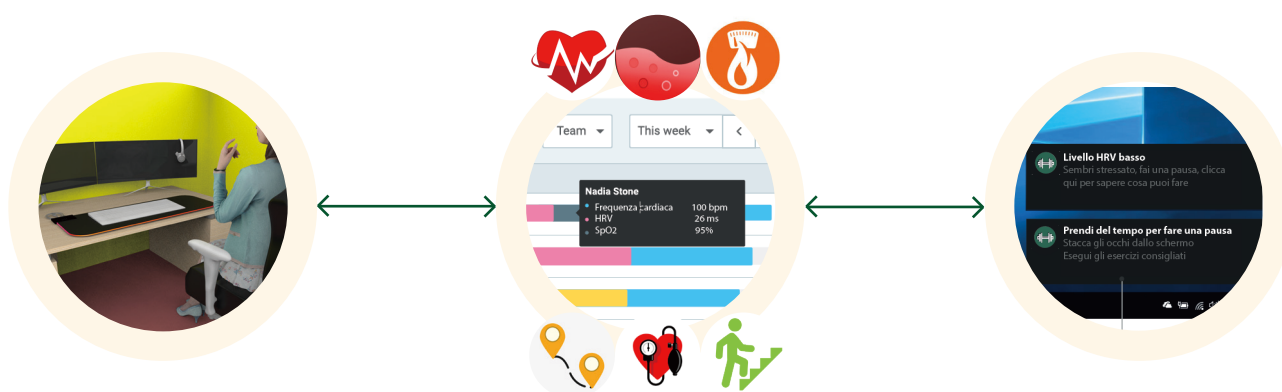 Team
This week
Nadia Stone
Frequenza cardiaca 100 bpm
HRV 26 ms
SpO2 95%
Livello HRV basso
Sembri stressato, fai una pausa, clicca
qui per sapere cosa puoi fare
Prendi del tempo per fare una pausa
Stacca gli occhi dallo schermo
Esegui gli esercizi consigliati